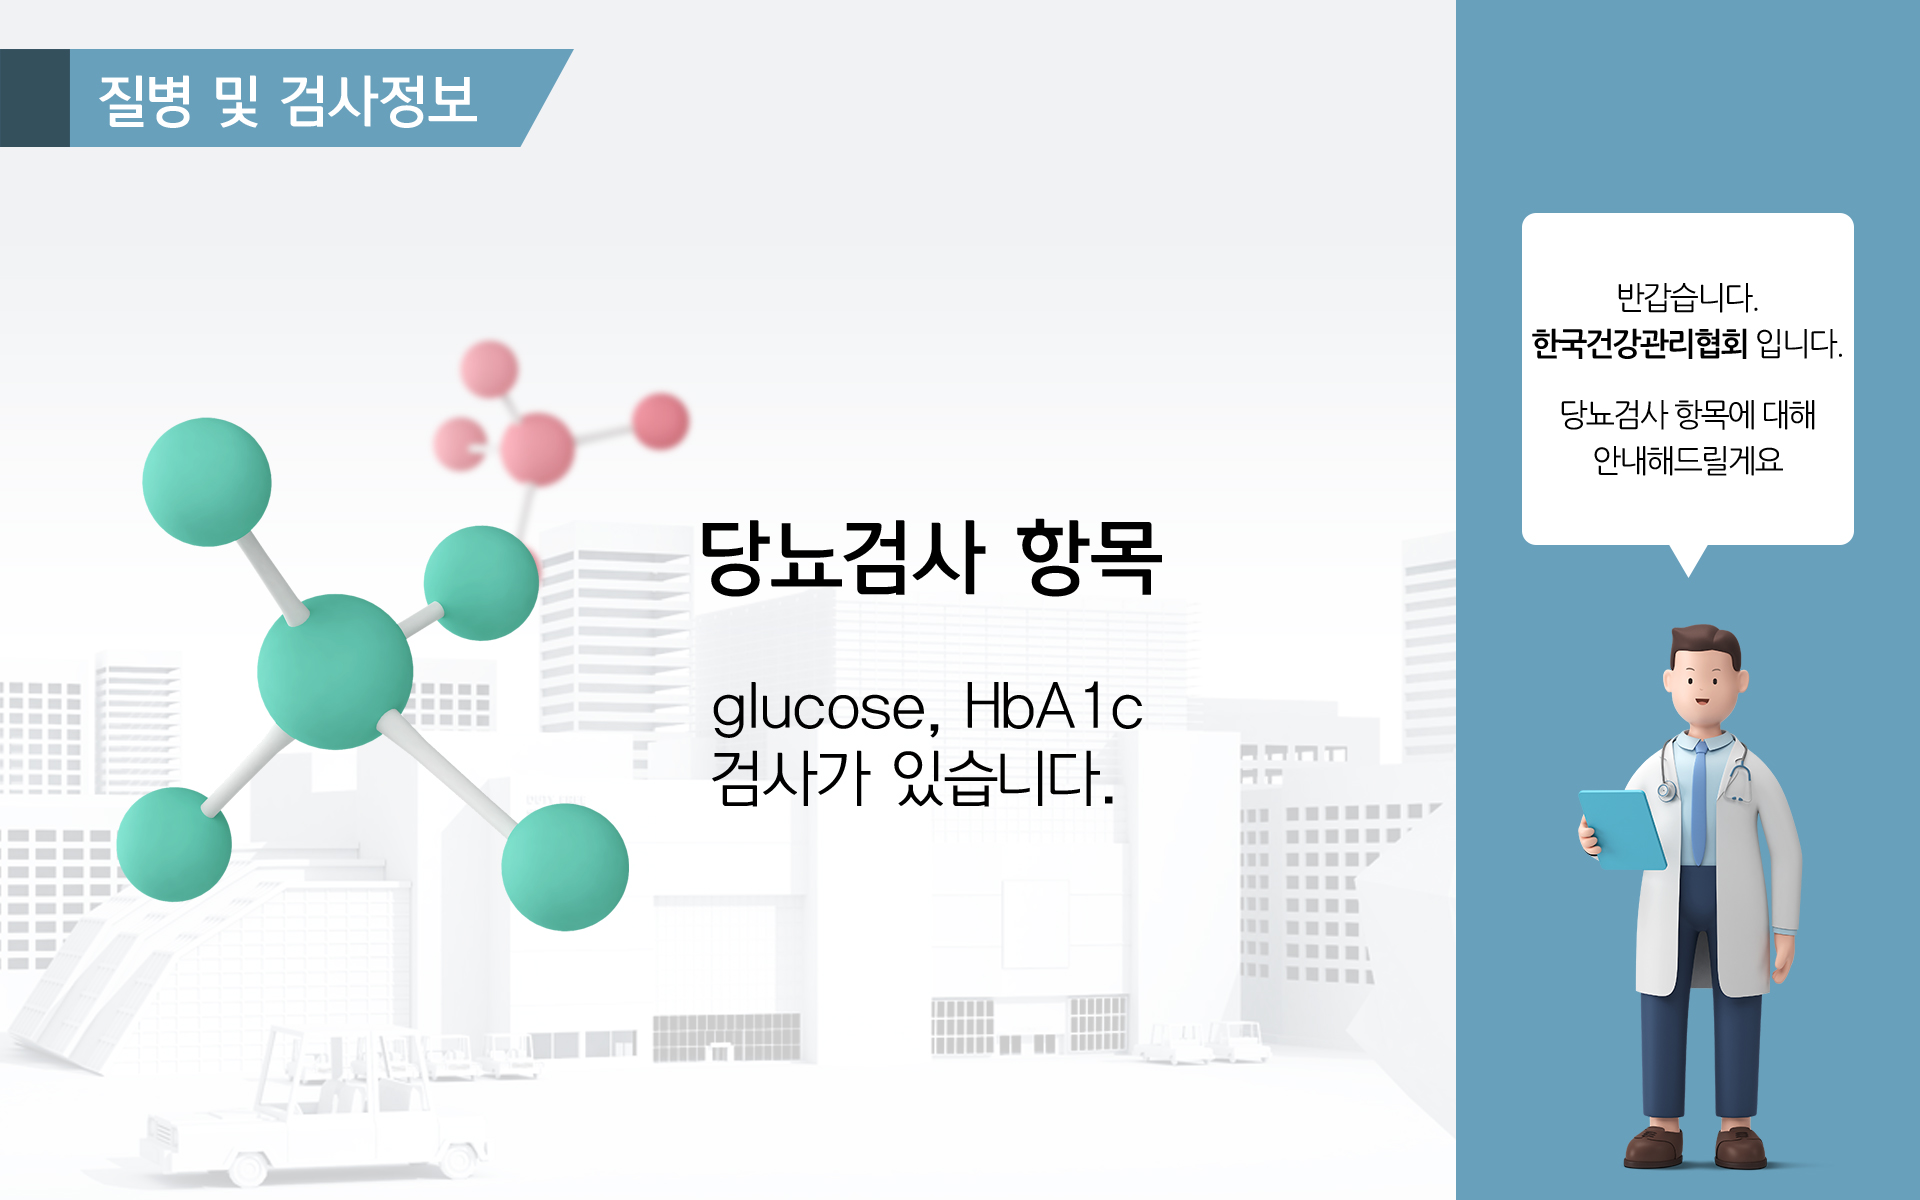 질병 및 검사정보
당뇨검사 항목
glucose, HbA1c
검사가 있습니다.
반갑습니다.
한국건강관리협회 입니다.
당뇨검사 항목에 대해
안내해드릴게요